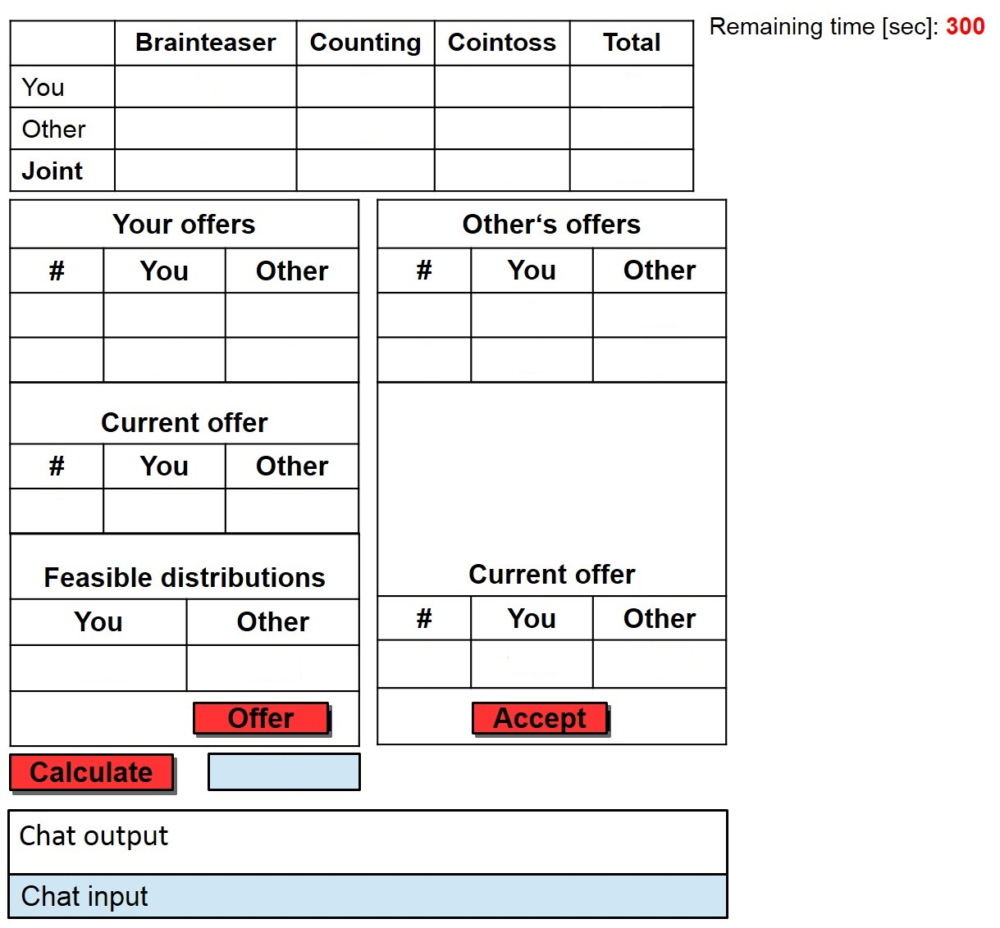 Remaining time [sec]: 300
Brainteaser Counting Cointoss Total
You
Other
Joint
Your offers
# You Other
Current offer
# You Other
Feasible distributions
You Other
Offer
Other‘s offers
# You Other
Current offer
# You Other
Accept
Calculate
Chat output
Chat input